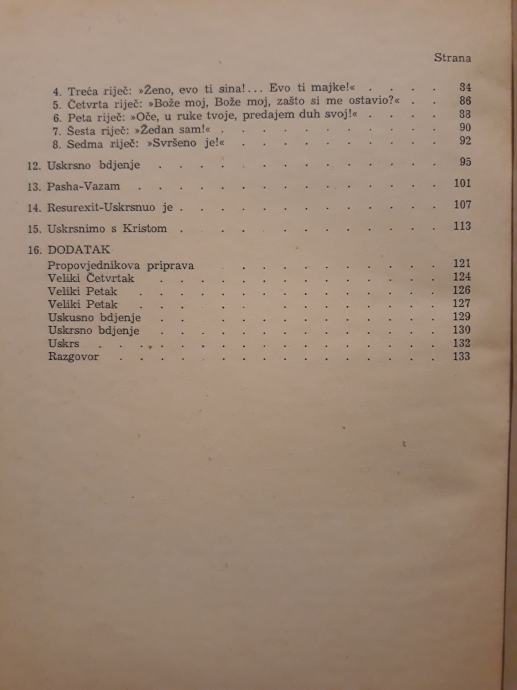 Strana
4. Treća riječ: »Ženo, evo ti sina!... Evo ti majke!« . . . . 84
5. Četvrta riječ: »Bože moj, Bože moj, zašto si me ostavio?« . . 86
6. Peta riječ: »Oče, u ruke tvoje, predajem duh svoj!« . . . . 88
7. Šesta riječ: »Žedan sam!« . . . . . . . . . 90
8. Sedma riječ: »Svršeno je!« . . . . . . . . 92
12. Uskrsno bdjenje . . . . . . . . . . . 95
13. Pasha-Vazam . . . . . . . . . . . . 101
14. Resurexit-Uskrsnuo je . . . . . . . . . . 107
15. Uskrsnimo s Kristom . . . . . . . . . . 113
16. DODATAK
Propovjednikova priprava . . . . . . . . 121
Veliki Četvrtak . . . . . . . . . . . 124
Veliki Petak . . . . . . . . . . . . 126
Veliki Petak . . . . . . . . . . . . 127
Uskusno bdjenje . . . . . . . . . . . 129
Uskrsno bdjenje . . . . . . . . . . . 130
Uskrs . . . . . . . . . . . . . 132
Razgovor . . . . . . . . . . . . 133